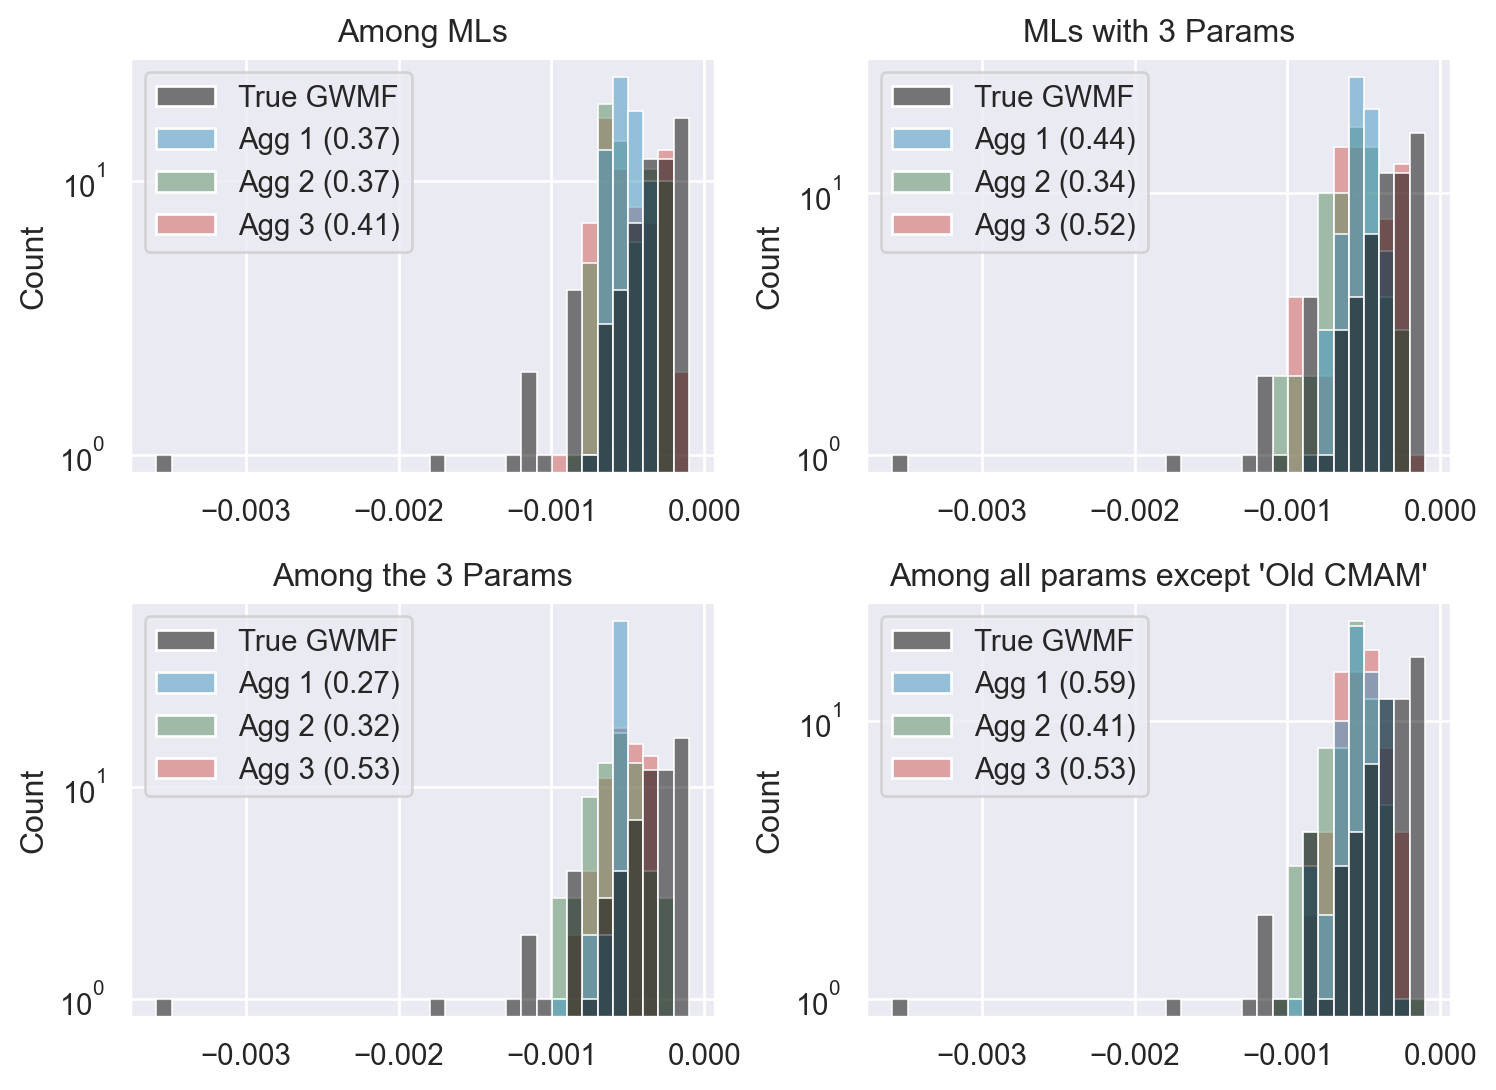 Among MLs
True GWMF
Agg 1 (0.37)
Agg 2 (0.37)
Agg 3 (0.41)
Count
10^1
10^0
−0.003 −0.002 −0.001 0.000
MLs with 3 Params
True GWMF
Agg 1 (0.44)
Agg 2 (0.34)
Agg 3 (0.52)
Count
10^1
10^0
−0.003 −0.002 −0.001 0.000
Among the 3 Params
True GWMF
Agg 1 (0.27)
Agg 2 (0.32)
Agg 3 (0.53)
Count
10^1
10^0
−0.003 −0.002 −0.001 0.000
Among all params except 'Old CMAM'
True GWMF
Agg 1 (0.59)
Agg 2 (0.41)
Agg 3 (0.53)
Count
10^1
10^0
−0.003 −0.002 −0.001 0.000